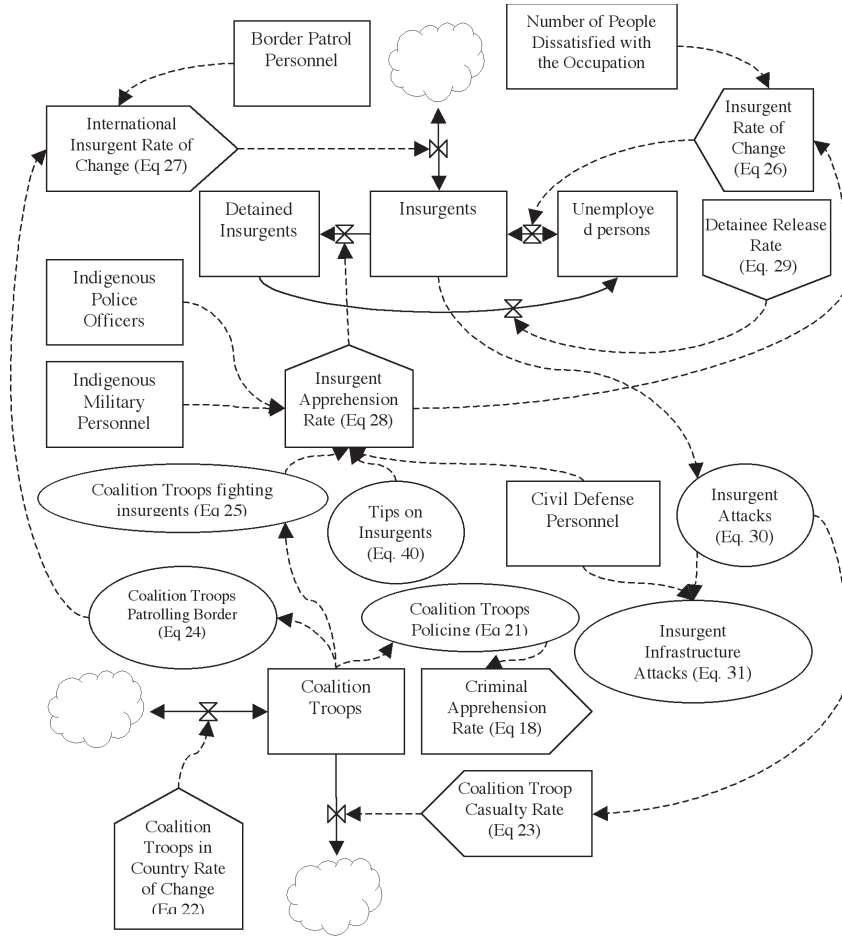 Border Patrol
Personnel
Number of People
Dissatisfied with
the Occupation
International
Insurgent Rate of
Change (Eq 27)
Insurgent
Rate of
Change
(Eq 26)
Detained
Insurgents
Insurgents
Unemploye
d persons
Detainee Release
Rate
(Eq. 29)
Indigenous
Police
Officers
Indigenous
Military
Personnel
Insurgent
Apprehension
Rate (Eq 28)
Coalition Troops fighting
insurgents (Eq 25)
Tips on
Insurgents
(Eq. 40)
Civil Defense
Personnel
Insurgent
Attacks
(Eq. 30)
Coalition Troops
Patrolling Border
(Eq 24)
Coalition Troops
Policing (Eq 21)
Insurgent
Infrastructure
Attacks (Eq. 31)
Coalition
Troops
Criminal
Apprehension
Rate (Eq 18)
Coalition Troop
Casualty Rate
(Eq 23)
Coalition
Troops in
Country Rate
of Change
(Eq 22)